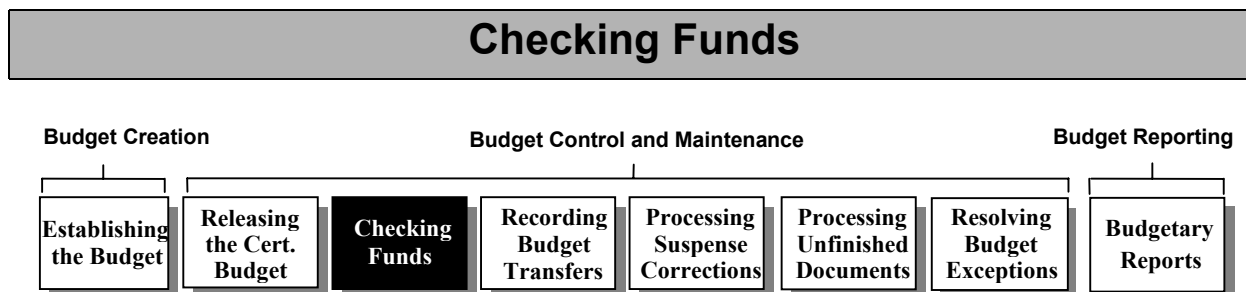 Checking Funds
Budget Creation
Budget Control and Maintenance
Budget Reporting
Establishing
the Budget
Releasing
the Cert.
Budget
Checking
Funds
Recording
Budget
Transfers
Processing
Suspense
Corrections
Processing
Unfinished
Documents
Resolving
Budget
Exceptions
Budgetary
Reports